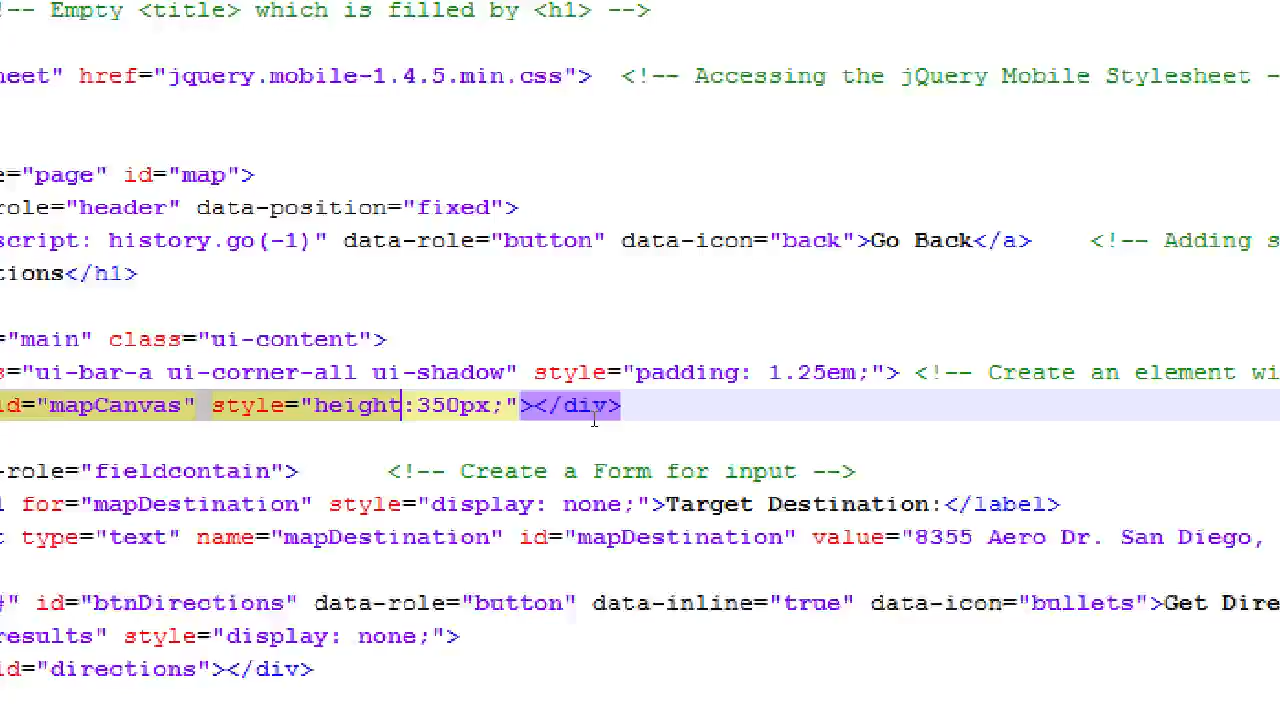 !-- Empty <title> which is filled by <h1> -->
heet" href="jquery.mobile-1.4.5.min.css"> <!-- Accessing the jQuery Mobile Stylesheet -
e="page" id="map">
role="header" data-position="fixed">
script: history.go(-1)" data-role="button" data-icon="back">Go Back</a> <!-- Adding s
tions</h1>
="main" class="ui-content">
s="ui-bar-a ui-corner-all ui-shadow" style="padding: 1.25em;"> <!-- Create an element wi
id="mapCanvas" style="height:350px;"></div>
-role="fieldcontain"> <!-- Create a Form for input -->
l for="mapDestination" style="display: none;">Target Destination:</label>
t type="text" name="mapDestination" id="mapDestination" value="8355 Aero Dr. San Diego,
#" id="btnDirections" data-role="button" data-inline="true" data-icon="bullets">Get Dire
results" style="display: none;">
id="directions"></div>